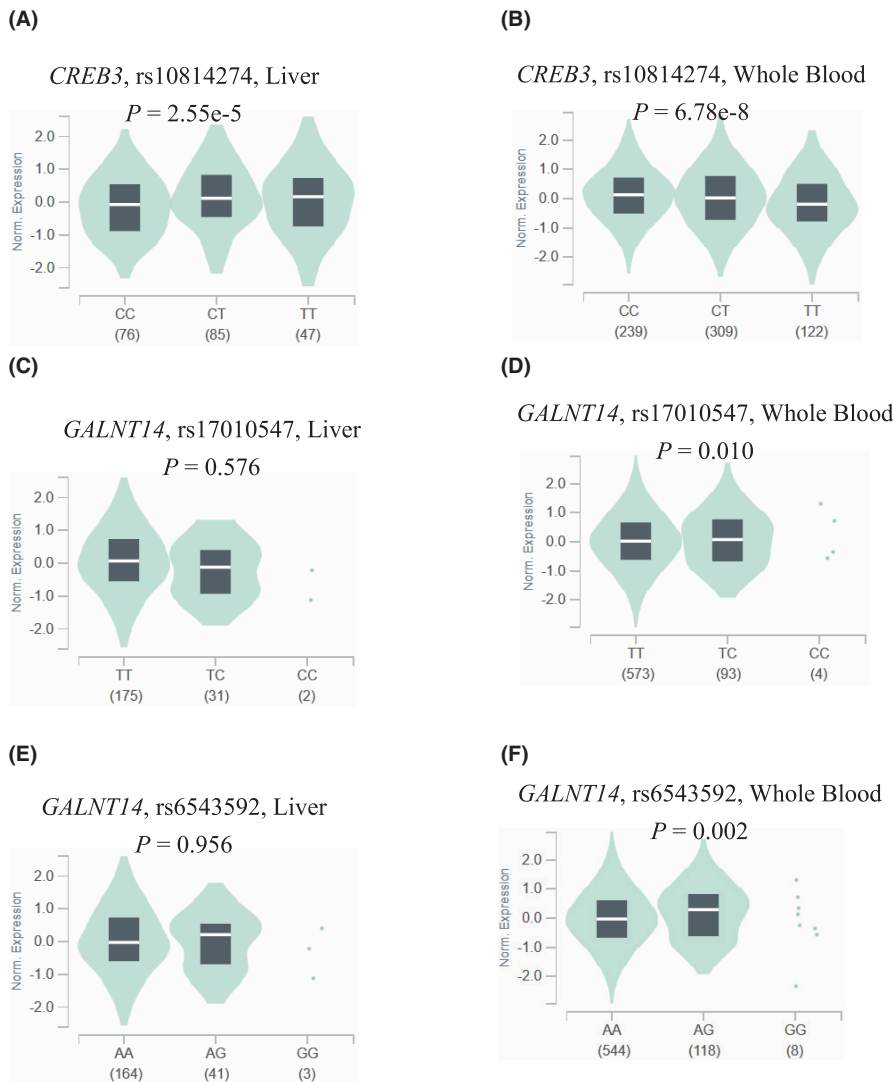 (A)
CREB3, rs10814274, Liver
P = 2.55e-5
Norm. Expression
2.0
1.0
0.0
-1.0
-2.0
CC CT TT
(76) (85) (47)
(B)
CREB3, rs10814274, Whole Blood
P = 6.78e-8
Norm. Expression
2.0
1.0
0.0
-1.0
-2.0
CC CT TT
(239) (309) (122)
(C)
GALNT14, rs17010547, Liver
P = 0.576
Norm. Expression
2.0
1.0
0.0
-1.0
-2.0
TT TC CC
(175) (31) (2)
(D)
GALNT14, rs17010547, Whole Blood
P = 0.010
Norm. Expression
2.0
1.0
0.0
-1.0
-2.0
TT TC CC
(573) (93) (4)
(E)
GALNT14, rs6543592, Liver
P = 0.956
Norm. Expression
2.0
1.0
0.0
-1.0
-2.0
AA AG GG
(164) (41) (3)
(F)
GALNT14, rs6543592, Whole Blood
P = 0.002
Norm. Expression
2.0
1.0
0.0
-1.0
-2.0
AA AG GG
(544) (118) (8)